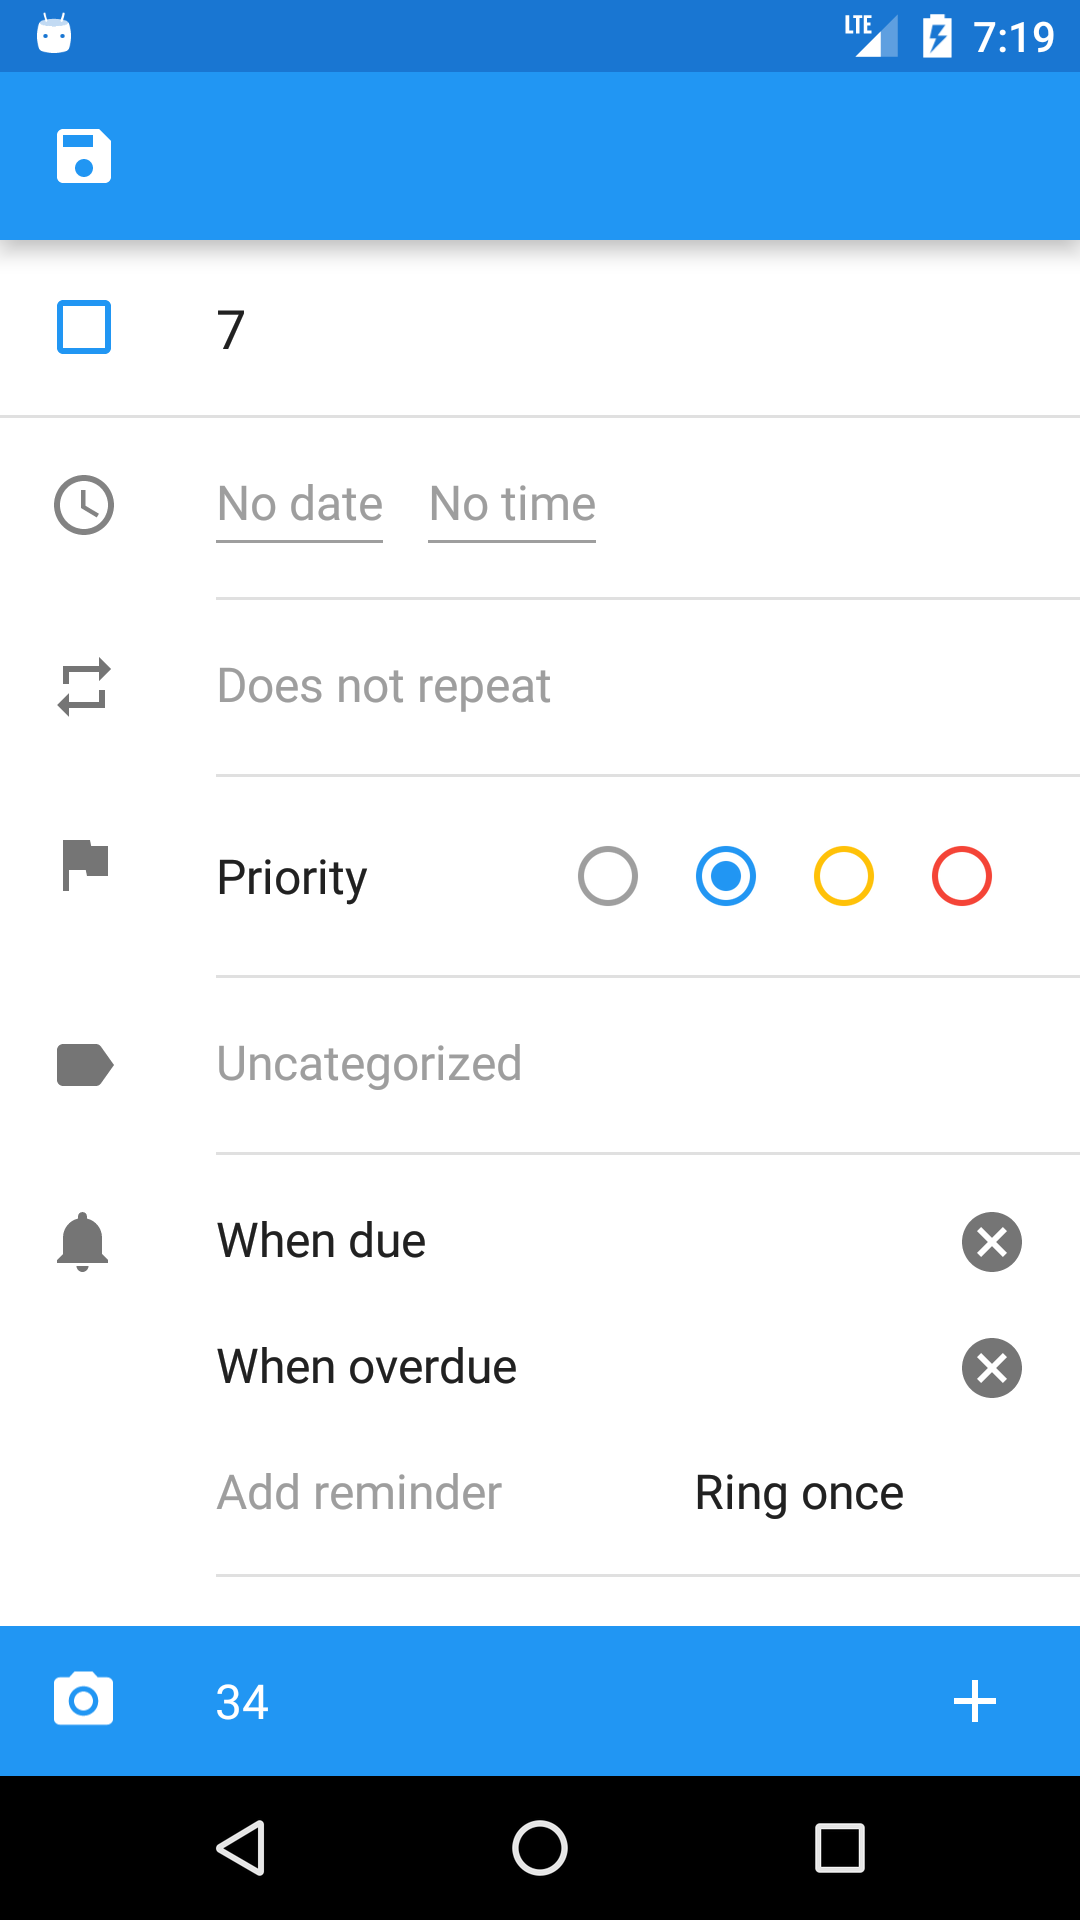 LTE 7:19
7
No date No time
Does not repeat
Priority
Uncategorized
When due
When overdue
Add reminder Ring once
34